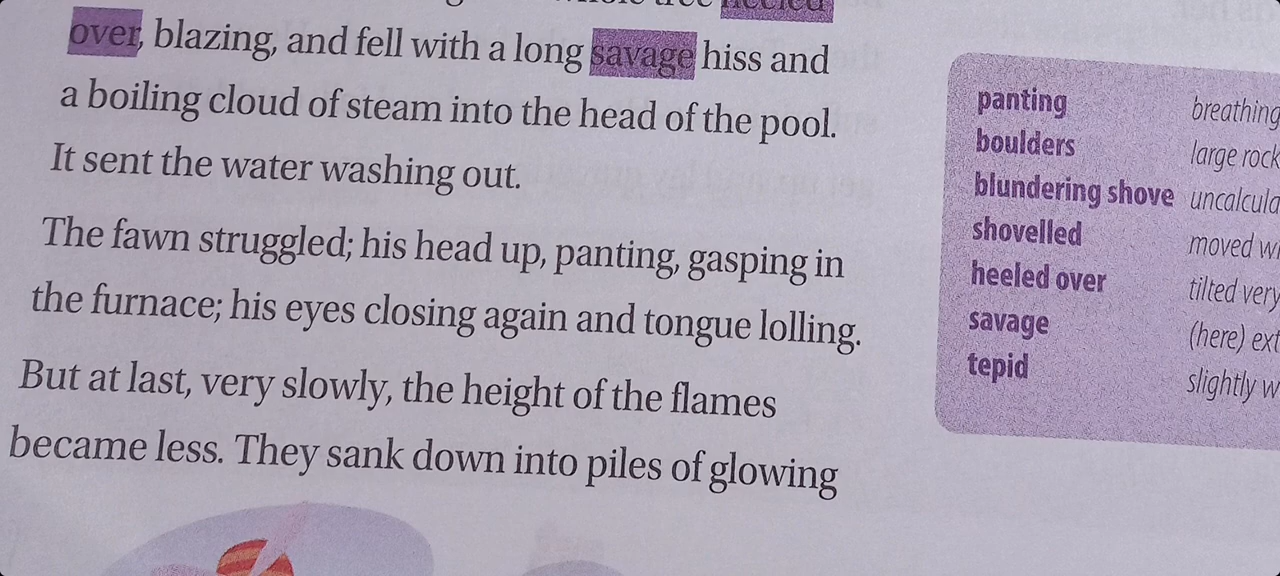 heeled
over, blazing, and fell with a long savage hiss and
a boiling cloud of steam into the head of the pool.
It sent the water washing out.
The fawn struggled; his head up, panting, gasping in
the furnace; his eyes closing again and tongue lolling.
But at last, very slowly, the height of the flames
became less. They sank down into piles of glowing
panting breathing
boulders large rock
blundering shove uncalcula
shovelled moved wi
heeled over tilted very
savage (here) ext
tepid slightly w